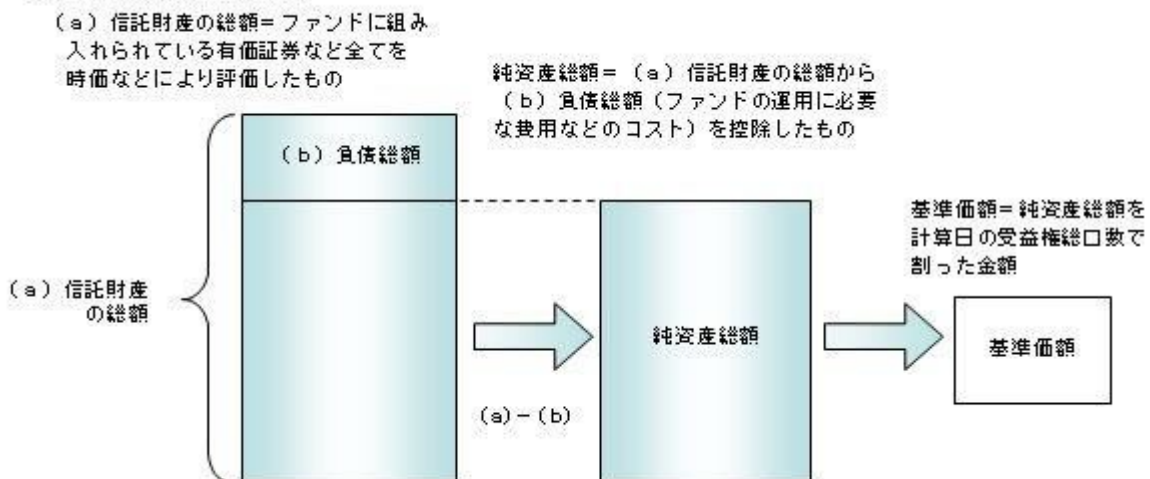 (a)信託財産の総額=ファンドに組み
入れられている有価証券など全てを
時価などにより評価したもの
純資産総額=(a)信託財産の総額から
(b)負債総額(ファンドの運用に必要
な費用などのコスト)を控除したもの
(b)負債総額
基準価額=純資産総額を
計算日の受益権総口数で
割った金額
(a)信託財産
の総額
純資産総額
基準価額
(a)-(b)